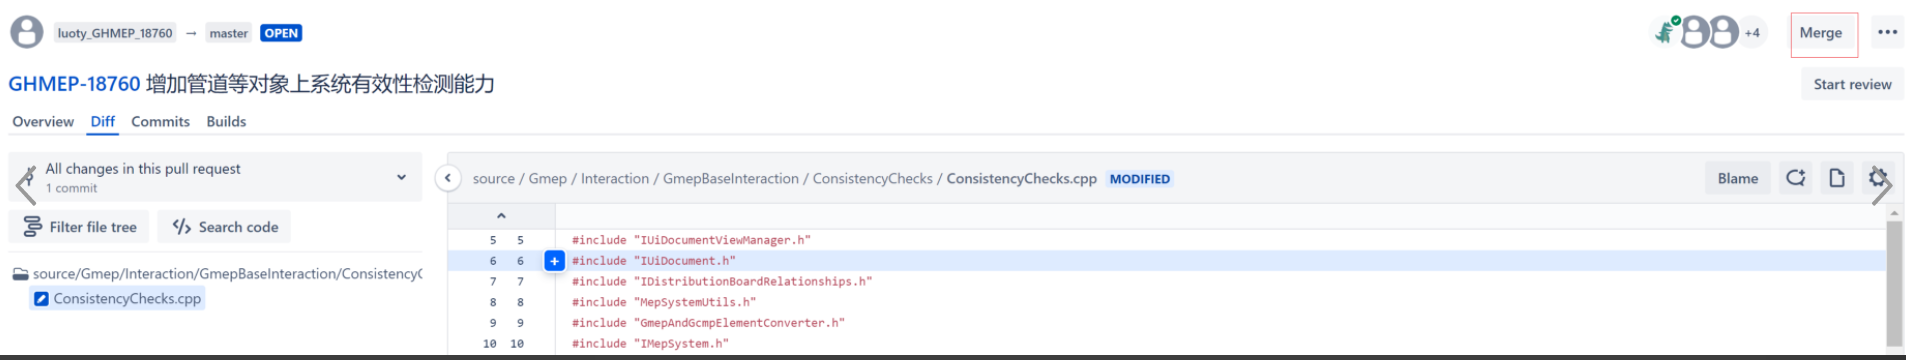 luoty_GHMEP_18760 → master OPEN
+4 Merge
GHMEP-18760 增加管道等对象上系统有效性检测能力
Start review
Overview Diff Commits Builds
All changes in this pull request
1 commit
source / Gmep / Interaction / GmepBaseInteraction / ConsistencyChecks / ConsistencyChecks.cpp MODIFIED
Blame
Filter file tree
Search code
source/Gmep/Interaction/GmepBaseInteraction/Consistency
ConsistencyChecks.cpp
5 5 #include "IUiDocumentViewManager.h"
6 6 #include "IUiDocument.h"
7 7 #include "IDistributionBoardRelationships.h"
8 8 #include "MepSystemUtils.h"
9 9 #include "GmepAndGcmpElementConverter.h"
10 10 #include "IMepSystem.h"